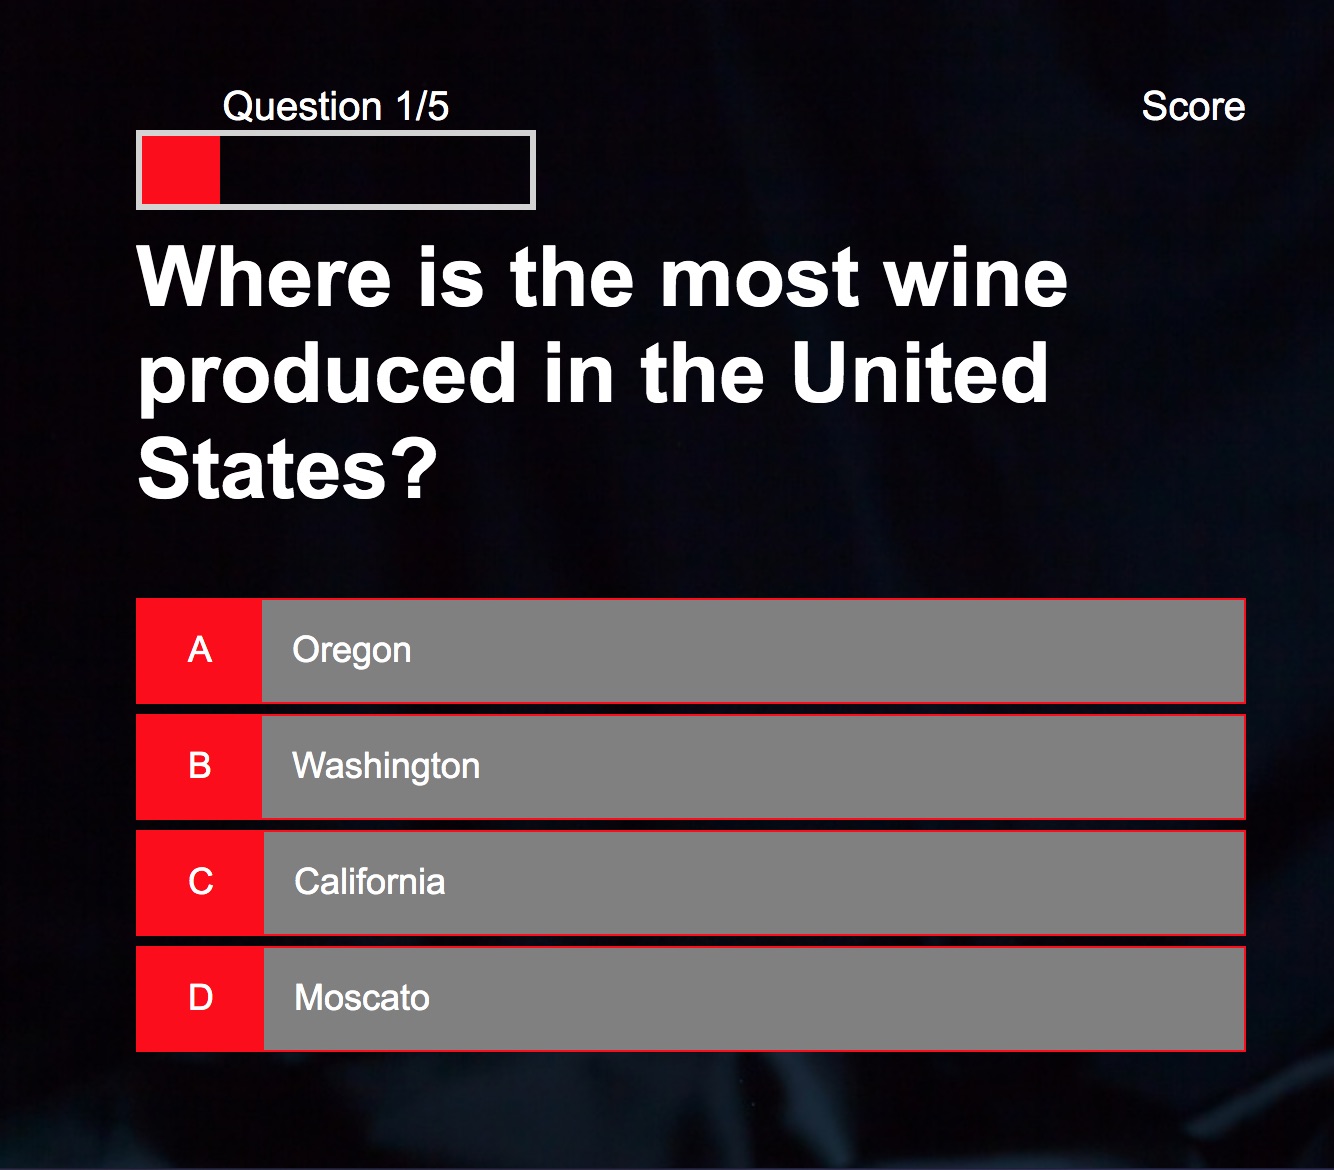 Question 1/5
Score
Where is the most wine
produced in the United
States?
A Oregon
B Washington
C California
D Moscato